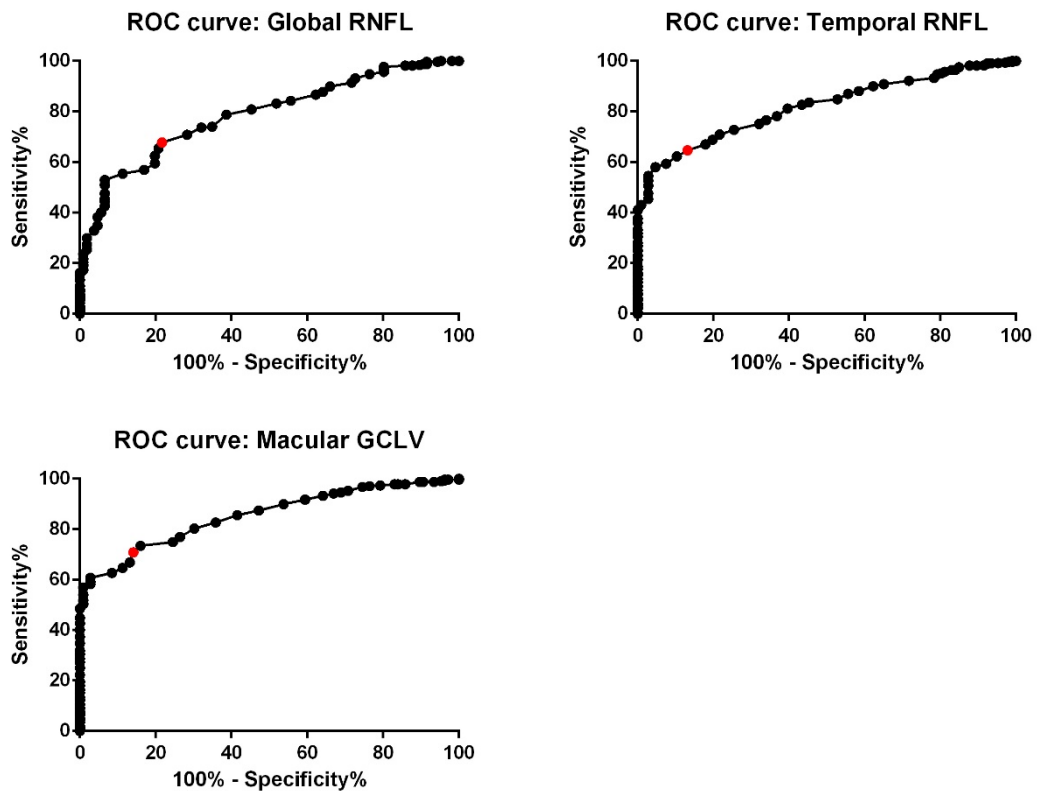 ROC curve: Global RNFL
100
80
60
40
20
0
Sensitivity%
0 20 40 60 80 100
100% - Specificity%
ROC curve: Temporal RNFL
100
80
60
40
20
0
Sensitivity%
0 20 40 60 80 100
100% - Specificity%
ROC curve: Macular GCLV
100
80
60
40
20
0
Sensitivity%
0 20 40 60 80 100
100% - Specificity%